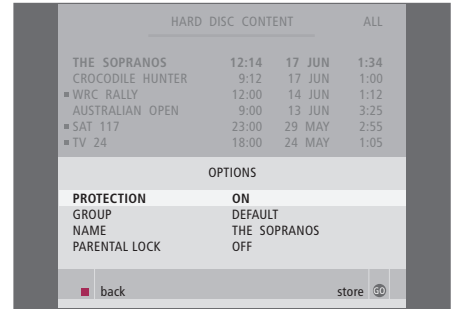 HARD DISC CONTENT ALL
THE SOPRANOS 12:14 17 JUN 1:34
CROCODILE HUNTER 9:12 17 JUN 1:00
WRC RALLY 12:00 14 JUN 1:12
AUSTRALIAN OPEN 9:00 13 JUN 3:25
SAT 117 23:00 29 MAY 2:55
TV 24 18:00 24 MAY 1:05
OPTIONS
PROTECTION ON
GROUP DEFAULT
NAME THE SOPRANOS
PARENTAL LOCK OFF
back store GO